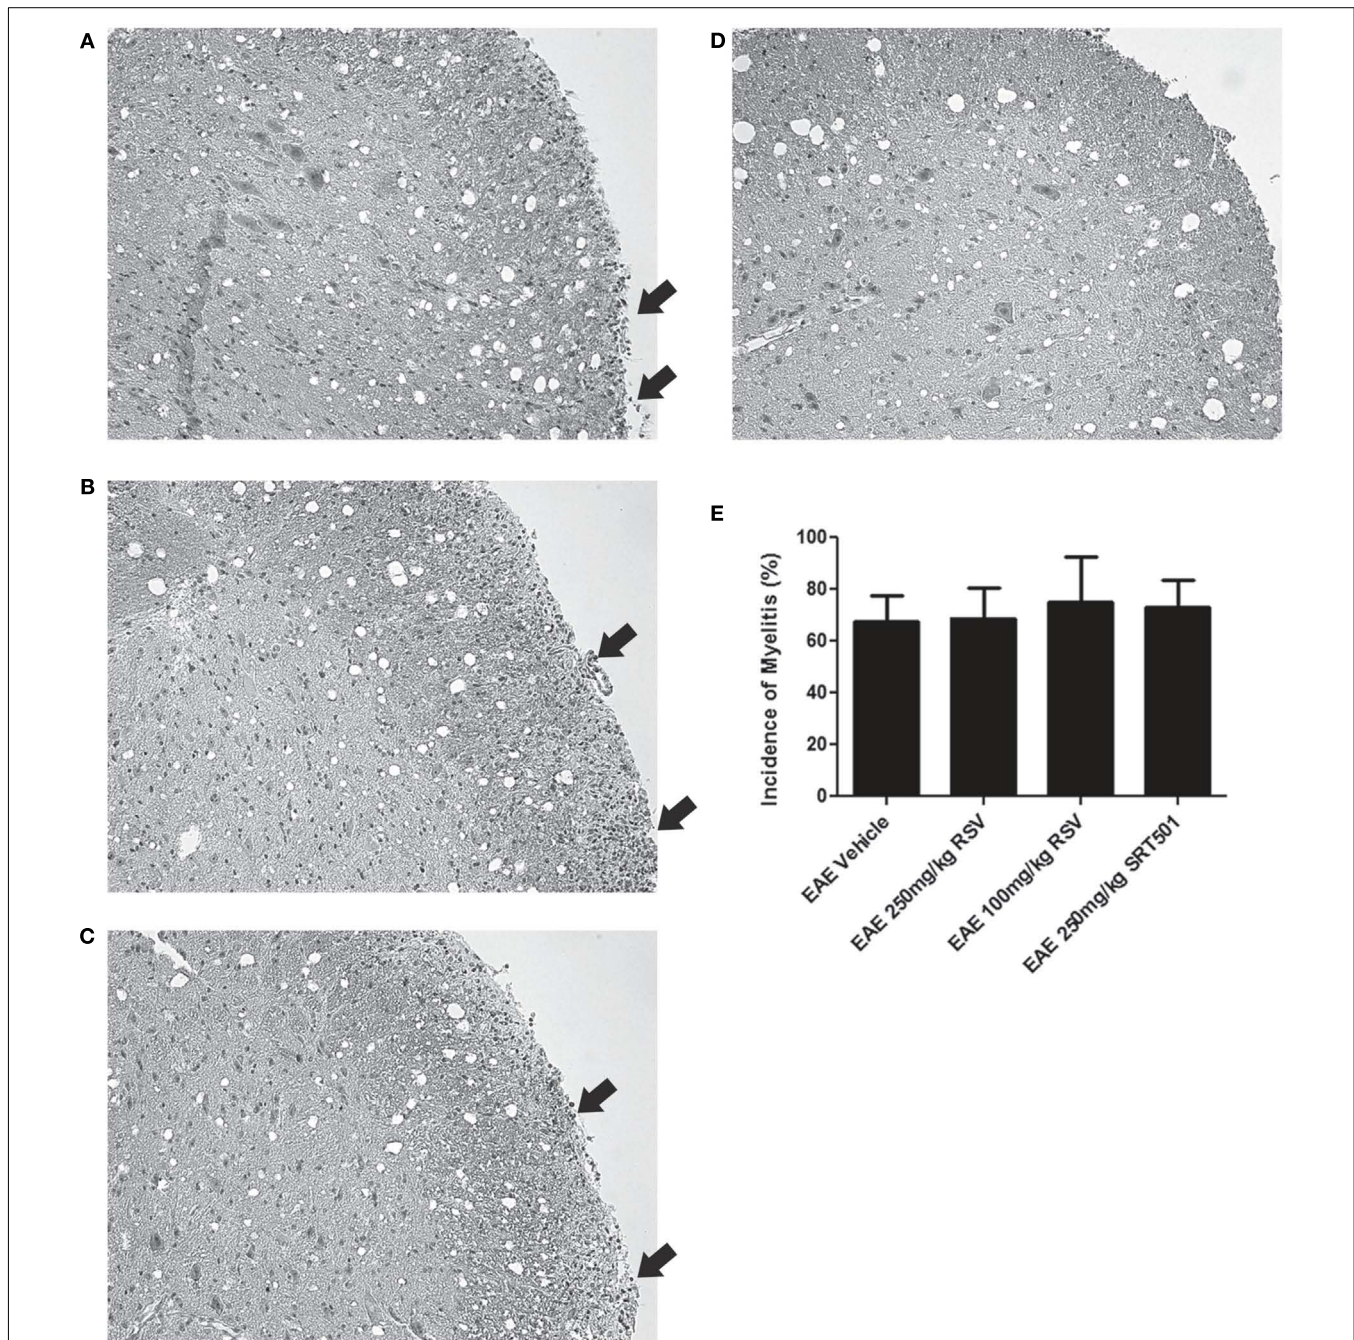 A
D
B
E
Incidence of Myelitis (%)
100
80
60
40
20
0
EAE Vehicle
EAE 250mg/kg RSV
EAE 100mg/kg RSV
EAE 250mg/kg SRT501
C